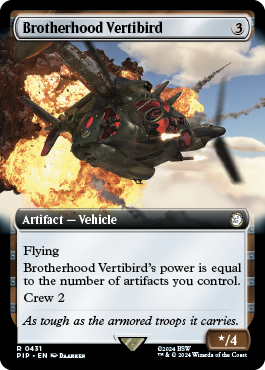 Brotherhood Vertibird 3
Artifact — Vehicle
Flying
Brotherhood Vertibird's power is equal
to the number of artifacts you control.
Crew 2
As tough as the armored troops it carries.
*/4
R 0431
PIP • EN Daarken
©2024 BSW
™ & © 2024 Wizards of the Coast